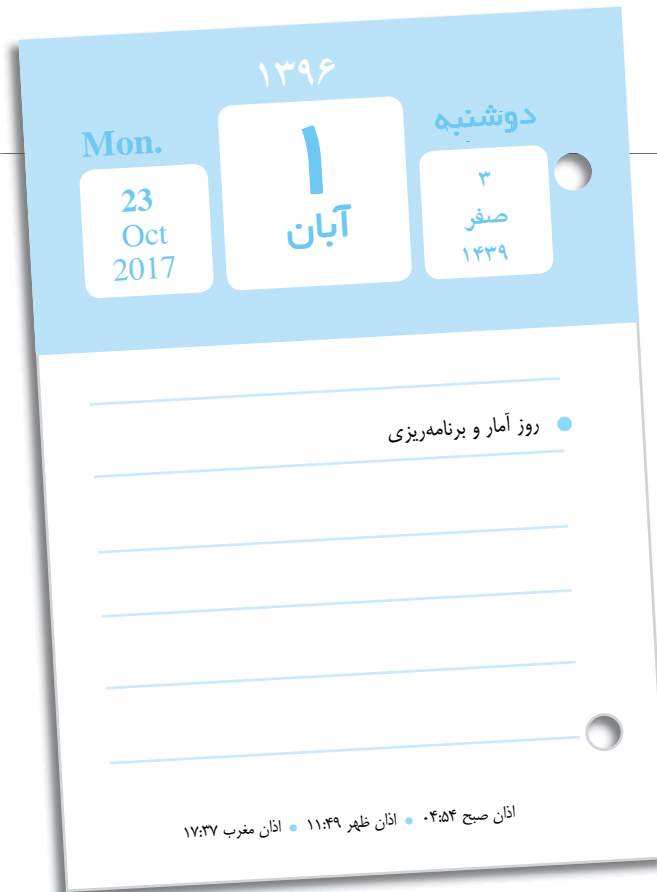 ۱۳۹۶
دوشنبه
۳
صفر
۱۴۳۹
۱
آبان
Mon.
23
Oct
2017
روز آمار و برنامه‌ریزی
اذان صبح ۰۴:۵۴ • اذان ظهر ۱۱:۴۹ • اذان مغرب ۱۷:۳۷